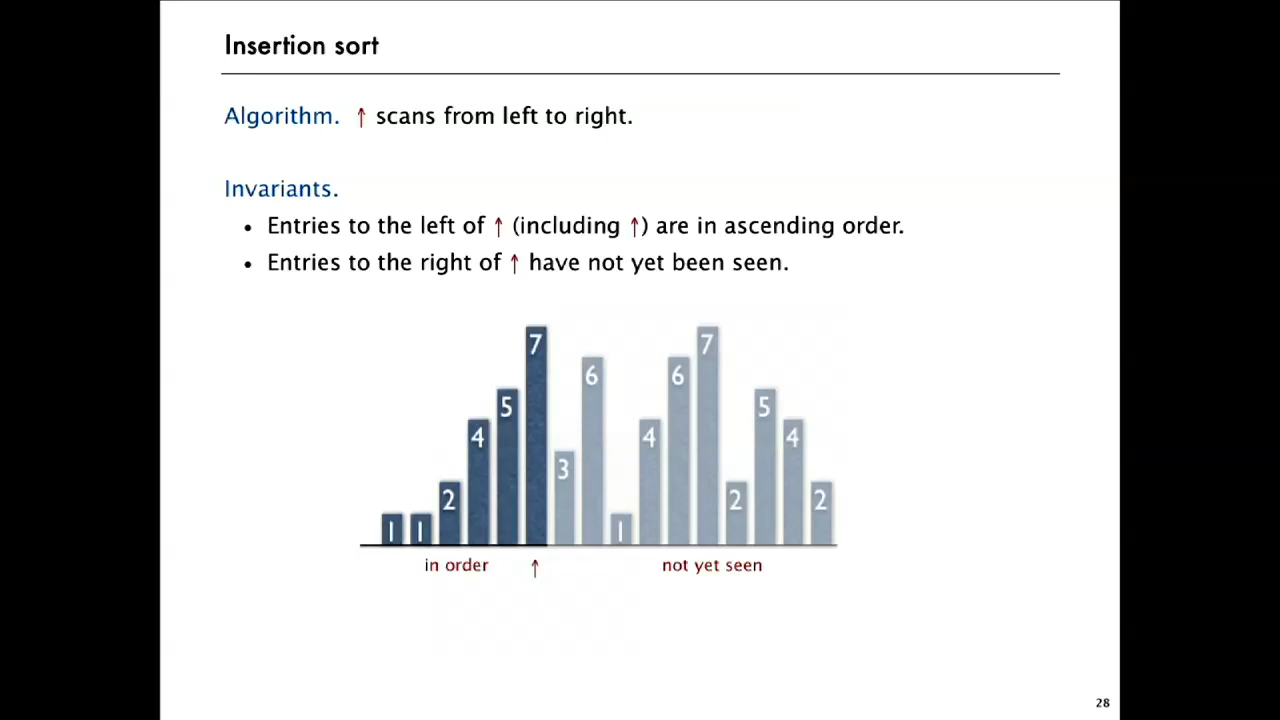 Insertion sort
Algorithm. ↑ scans from left to right.
Invariants.
• Entries to the left of ↑ (including ↑) are in ascending order.
• Entries to the right of ↑ have not yet been seen.
1 1 2 4 5 7 3 6 1 4 6 7 2 5 4 2
in order ↑ not yet seen
28